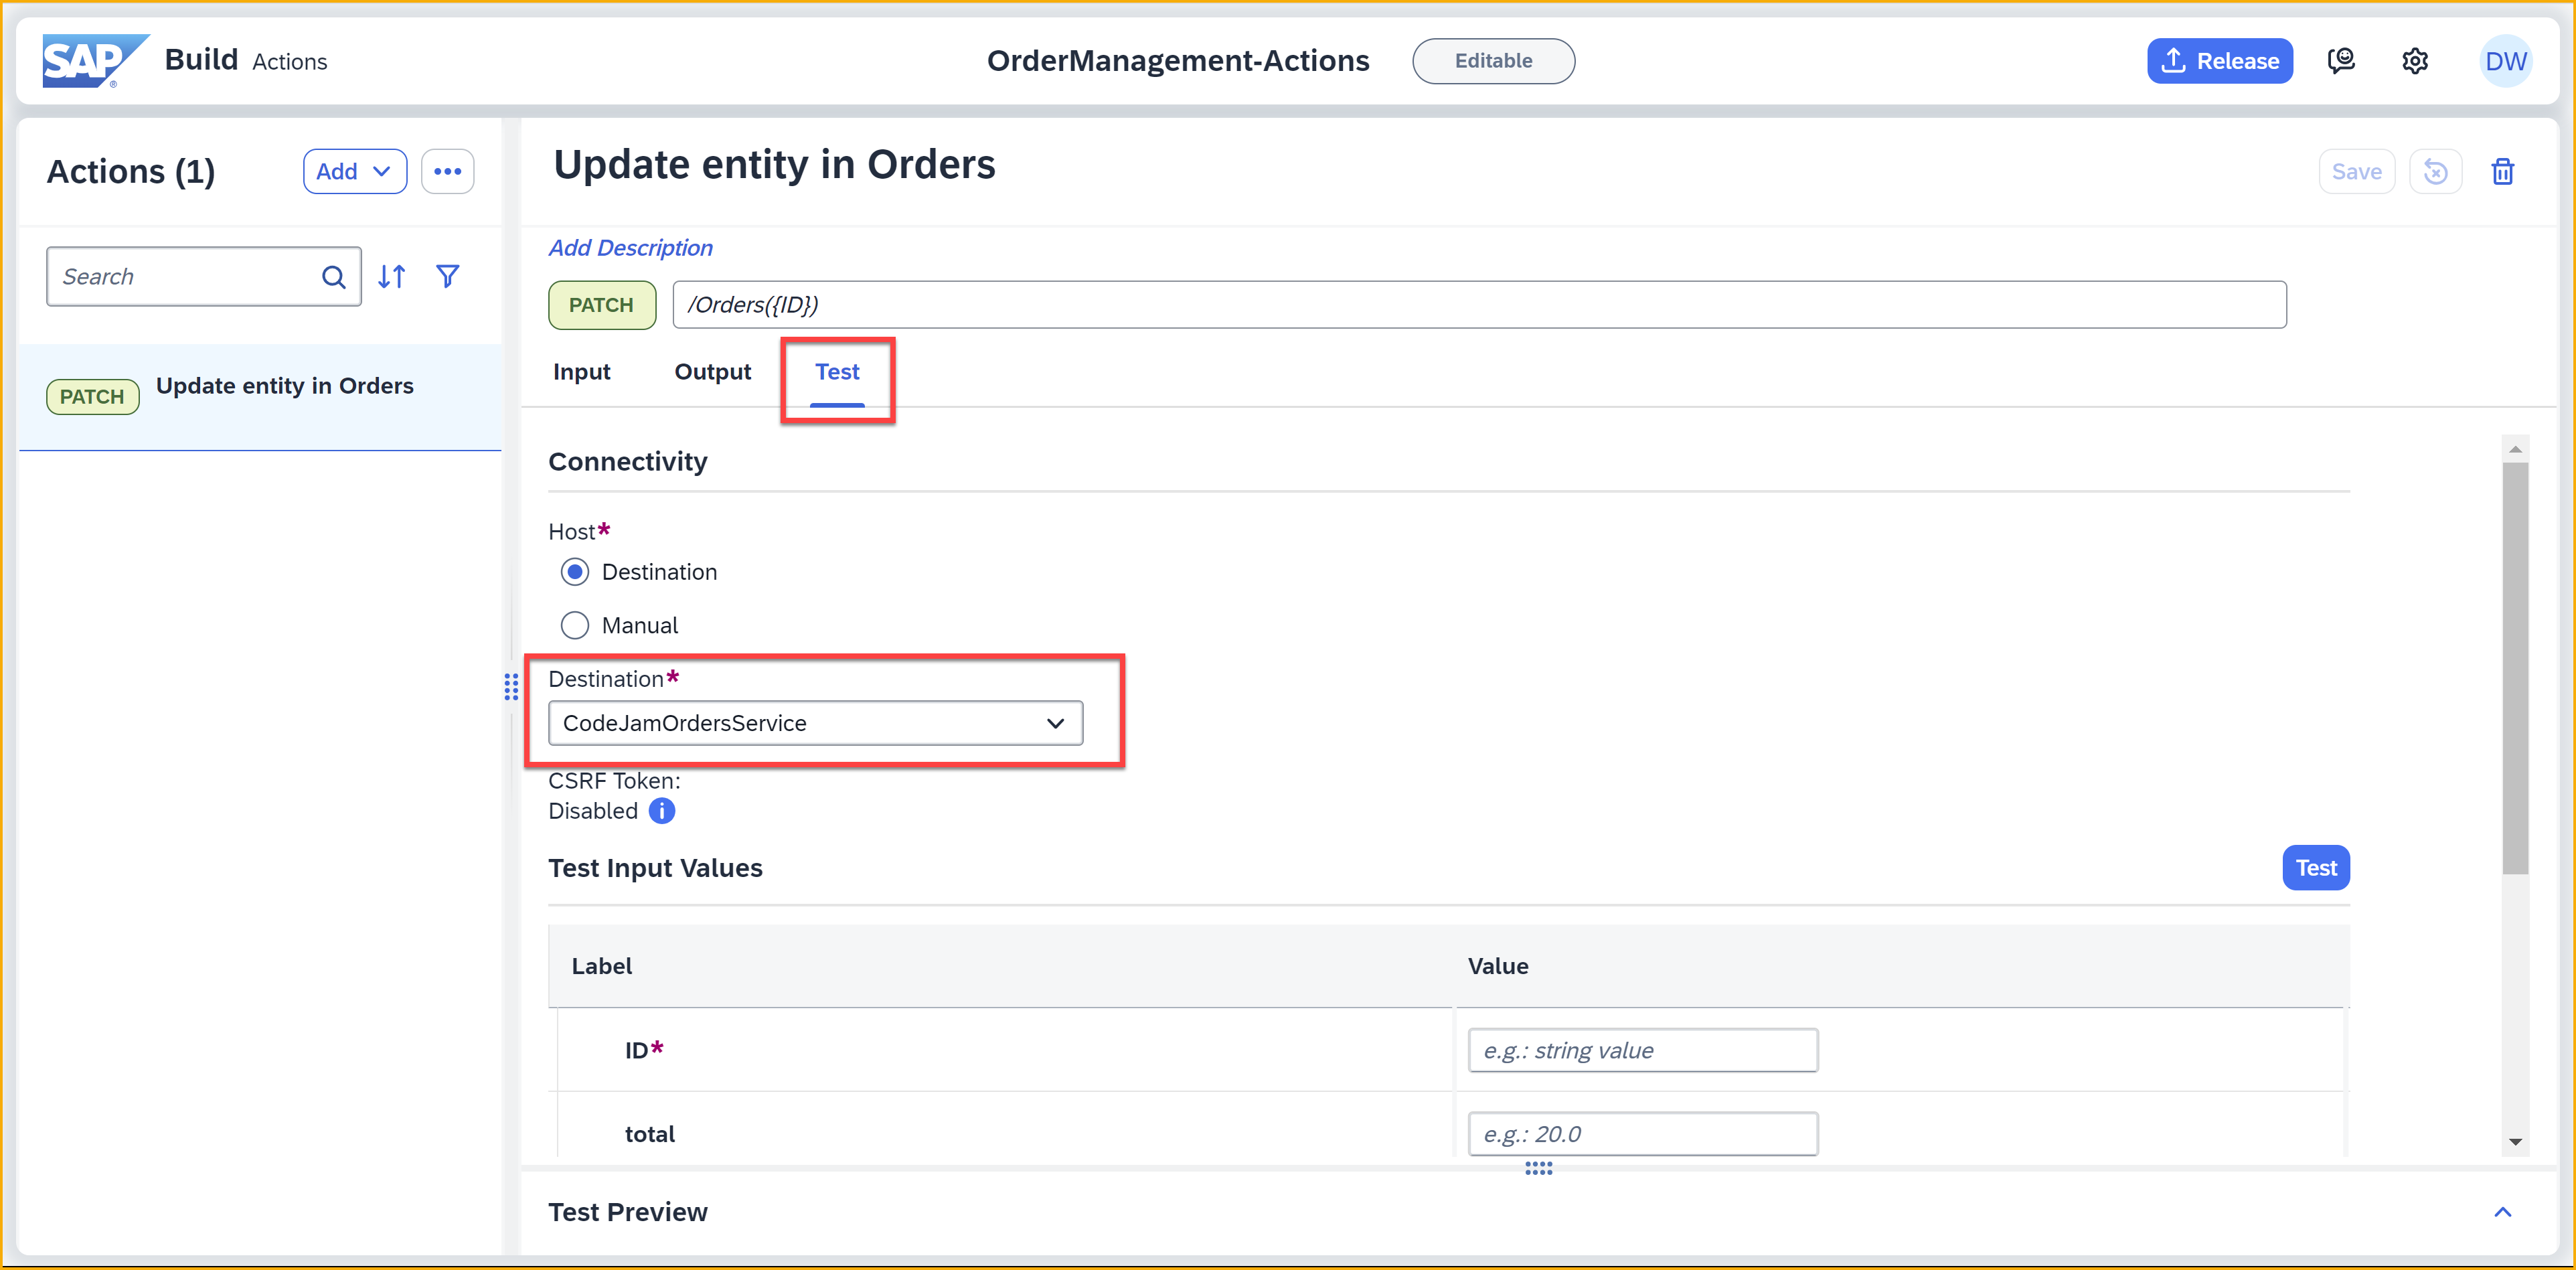 SAP ® Build Actions
OrderManagement-Actions
Editable
Release
DW
Actions (1)
Add
Search
PATCH
Update entity in Orders
Update entity in Orders
Save
Add Description
PATCH
/Orders({ID})
Input
Output
Test
Connectivity
Host*
Destination
Manual
Destination*
CodeJamOrdersService
CSRF Token:
Disabled
Test Input Values
Test
Label
Value
ID*
e.g.: string value
total
e.g.: 20.0
Test Preview